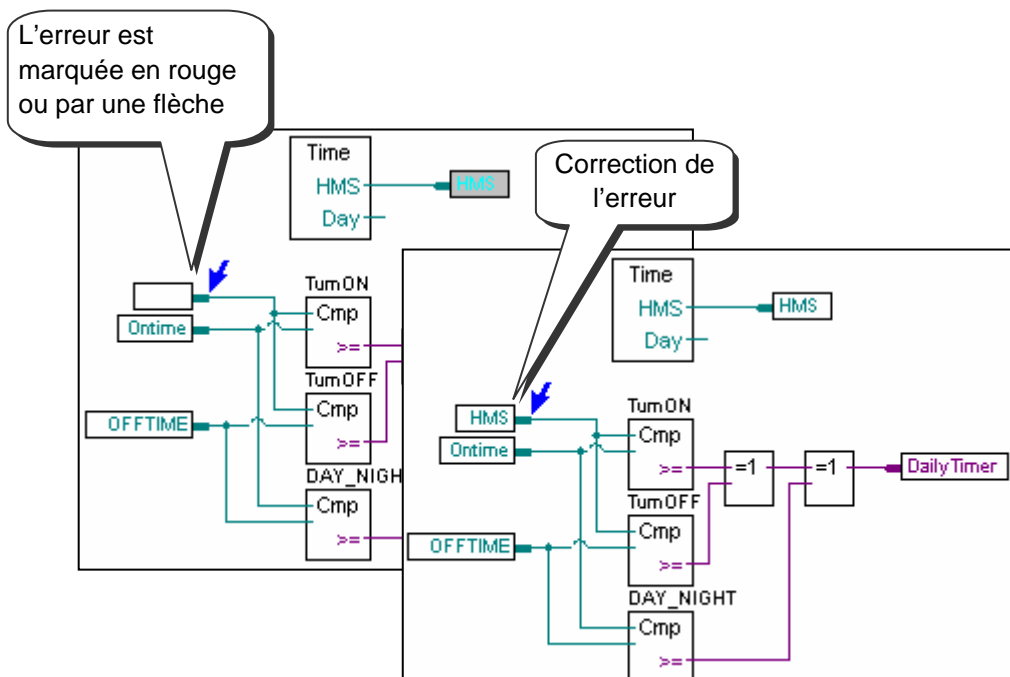 L'erreur est
marquée en rouge
ou par une flèche
Time
HMS
HMS
Day
Ontime
OFFTIME
TurnON
Cmp
>=
TurnOFF
Cmp
>=
DAY_NIGH
Cmp
>=
Correction de
l'erreur
Time
HMS
HMS
Day
HMS
Ontime
OFFTIME
TurnON
Cmp
>=
=1
=1
DailyTimer
TurnOFF
Cmp
>=
DAY_NIGHT
Cmp
>=